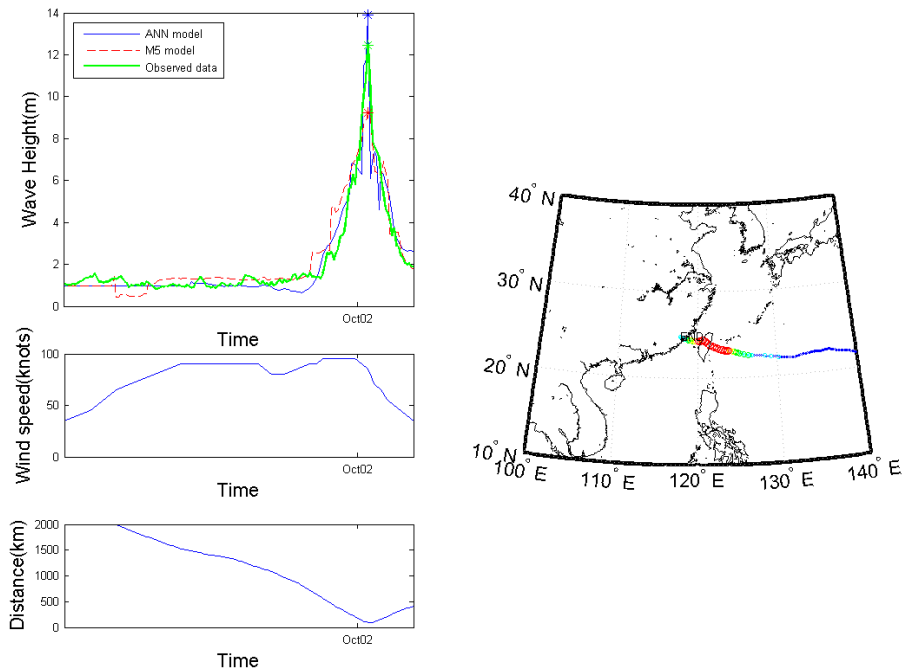 14
12
10
8
6
4
2
0
Wave Height(m)
ANN model
M5 model
Observed data
Oct02
Time
100
50
0
Wind speed(knots)
Oct02
Time
2000
1500
1000
500
0
Distance(km)
Oct02
Time
40° N
30° N
20° N
10° N
100° E
110° E
120° E
130° E
140° E